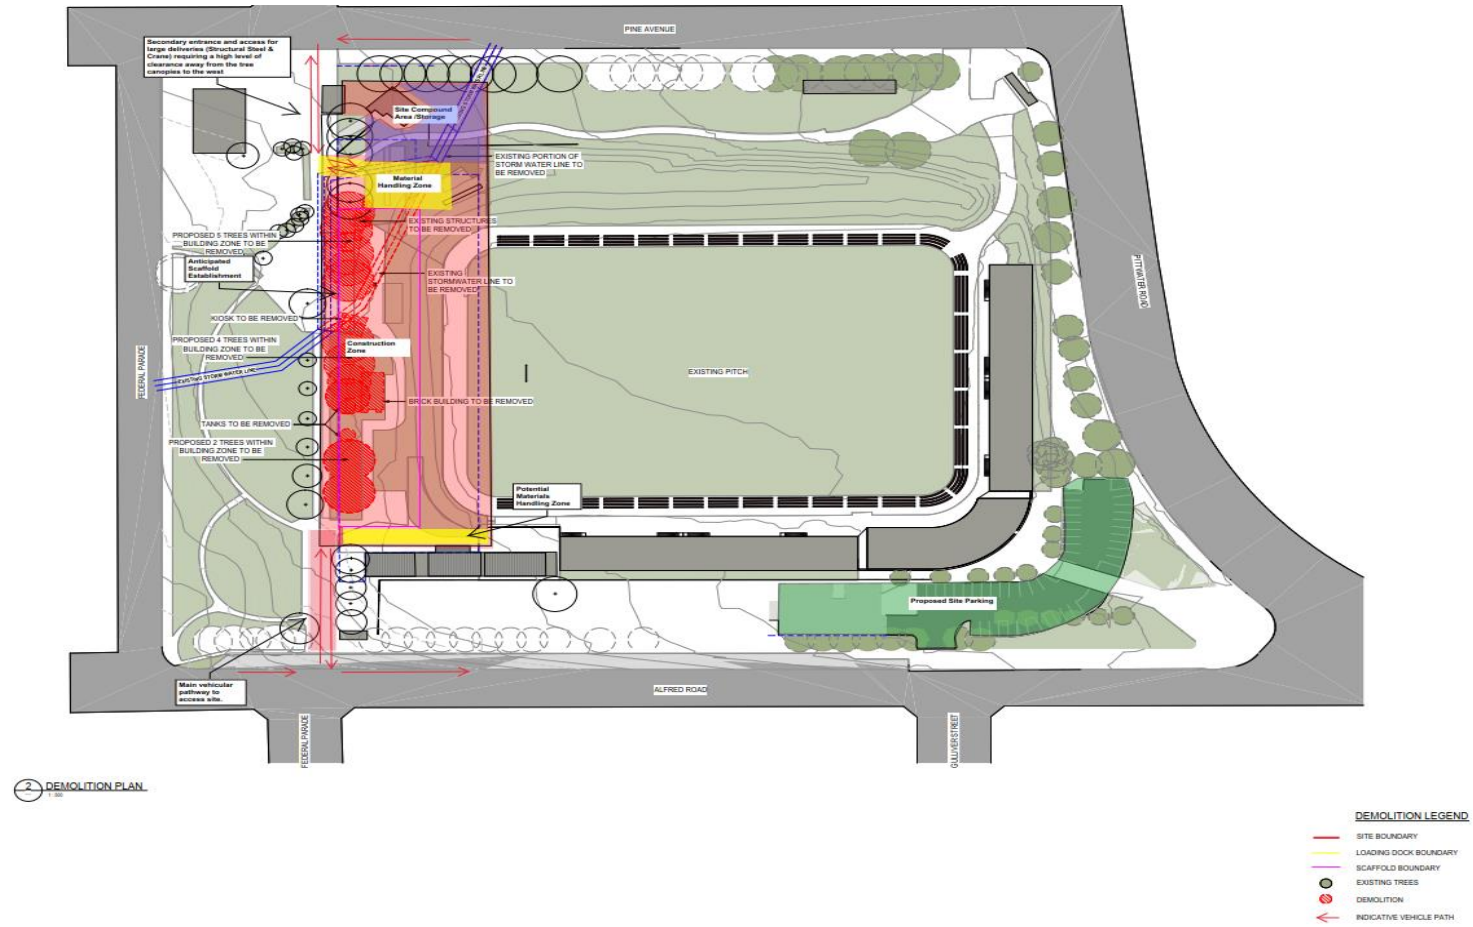 PINE AVENUE
Secondary entrance and access for
large deliveries (Structural Steel &
Crane) requiring a high level of
clearance away from the tree
canopies to the west
Site Compound
Area /Storage
EXISTING PORTION OF
STORM WATER LINE TO
BE REMOVED
Material
Handling Zone
EXISTING STRUCTURES
TO BE REMOVED
PROPOSED 5 TREES WITHIN
BUILDING ZONE TO BE
REMOVED
Anticipated
Scaffold
Establishment
EXISTING
STORMWATER LINE TO
BE REMOVED
KIOSK TO BE REMOVED
PROPOSED 4 TREES WITHIN
BUILDING ZONE TO BE
REMOVED
Construction
Zone
EXISTING STORM WATER LINE
FEDERAL PARADE
EXISTING PITCH
PITTWATER ROAD
BRICK BUILDING TO BE REMOVED
TANKS TO BE REMOVED
PROPOSED 2 TREES WITHIN
BUILDING ZONE TO BE
REMOVED
Potential
Materials
Handling Zone
Proposed Site Parking
Main vehicular
pathway to
access site.
ALFRED ROAD
FEDERAL PARADE
GULLIVER STREET
2 DEMOLITION PLAN
DEMOLITION LEGEND
SITE BOUNDARY
LOADING DOCK BOUNDARY
SCAFFOLD BOUNDARY
EXISTING TREES
DEMOLITION
INDICATIVE VEHICLE PATH